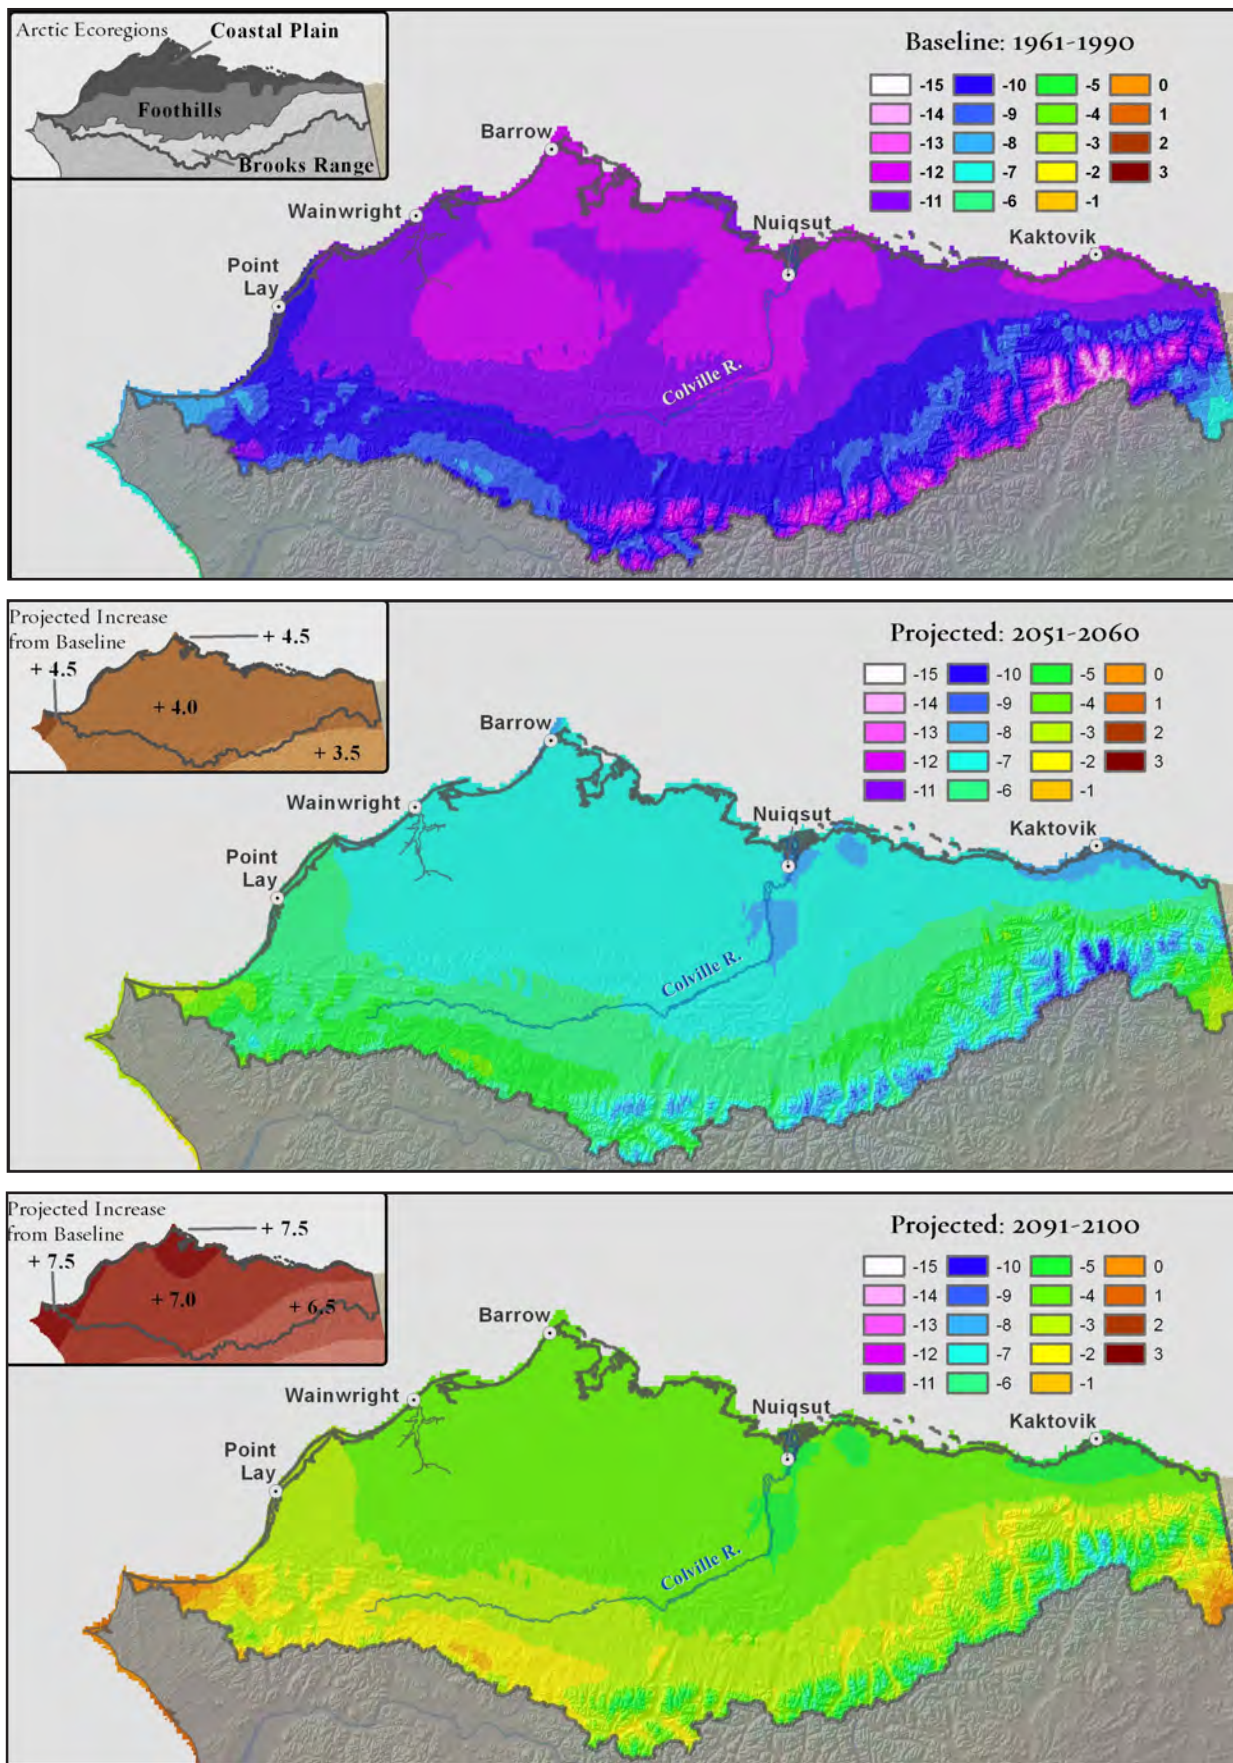 Arctic Ecoregions
Coastal Plain
Foothills
Brooks Range
Baseline: 1961-1990
-15 -10 -5 0
-14 -9 -4 1
-13 -8 -3 2
-12 -7 -2 3
-11 -6 -1
Barrow
Wainwright
Nuiqsut
Kaktovik
Point
Lay
Colville R.
Projected Increase
from Baseline
+ 4.5
+ 4.5
+ 4.0
+ 3.5
Projected: 2051-2060
-15 -10 -5 0
-14 -9 -4 1
-13 -8 -3 2
-12 -7 -2 3
-11 -6 -1
Barrow
Wainwright
Nuiqsut
Kaktovik
Point
Lay
Colville R.
Projected Increase
from Baseline
+ 7.5
+ 7.5
+ 7.0
+ 6.5
Projected: 2091-2100
-15 -10 -5 0
-14 -9 -4 1
-13 -8 -3 2
-12 -7 -2 3
-11 -6 -1
Barrow
Wainwright
Nuiqsut
Kaktovik
Point
Lay
Colville R.